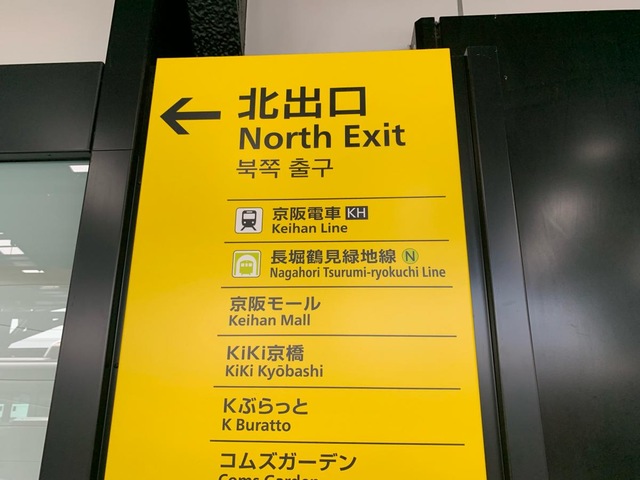 北出口
North Exit
북쪽 출구
京阪電車 KH
Keihan Line
長堀鶴見緑地線 N
Nagahori Tsurumi-ryokuchi Line
京阪モール
Keihan Mall
KiKi京橋
KiKi Kyōbashi
Kぶらっと
K Buratto
コムズガーデン
Coms Garden